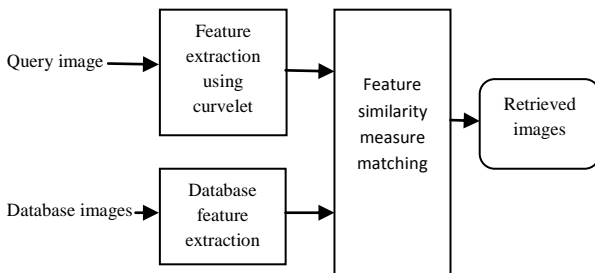 Query image
Feature
extraction
using
curvelet
Feature
similarity
measure
matching
Retrieved
images
Database images
Database
feature
extraction